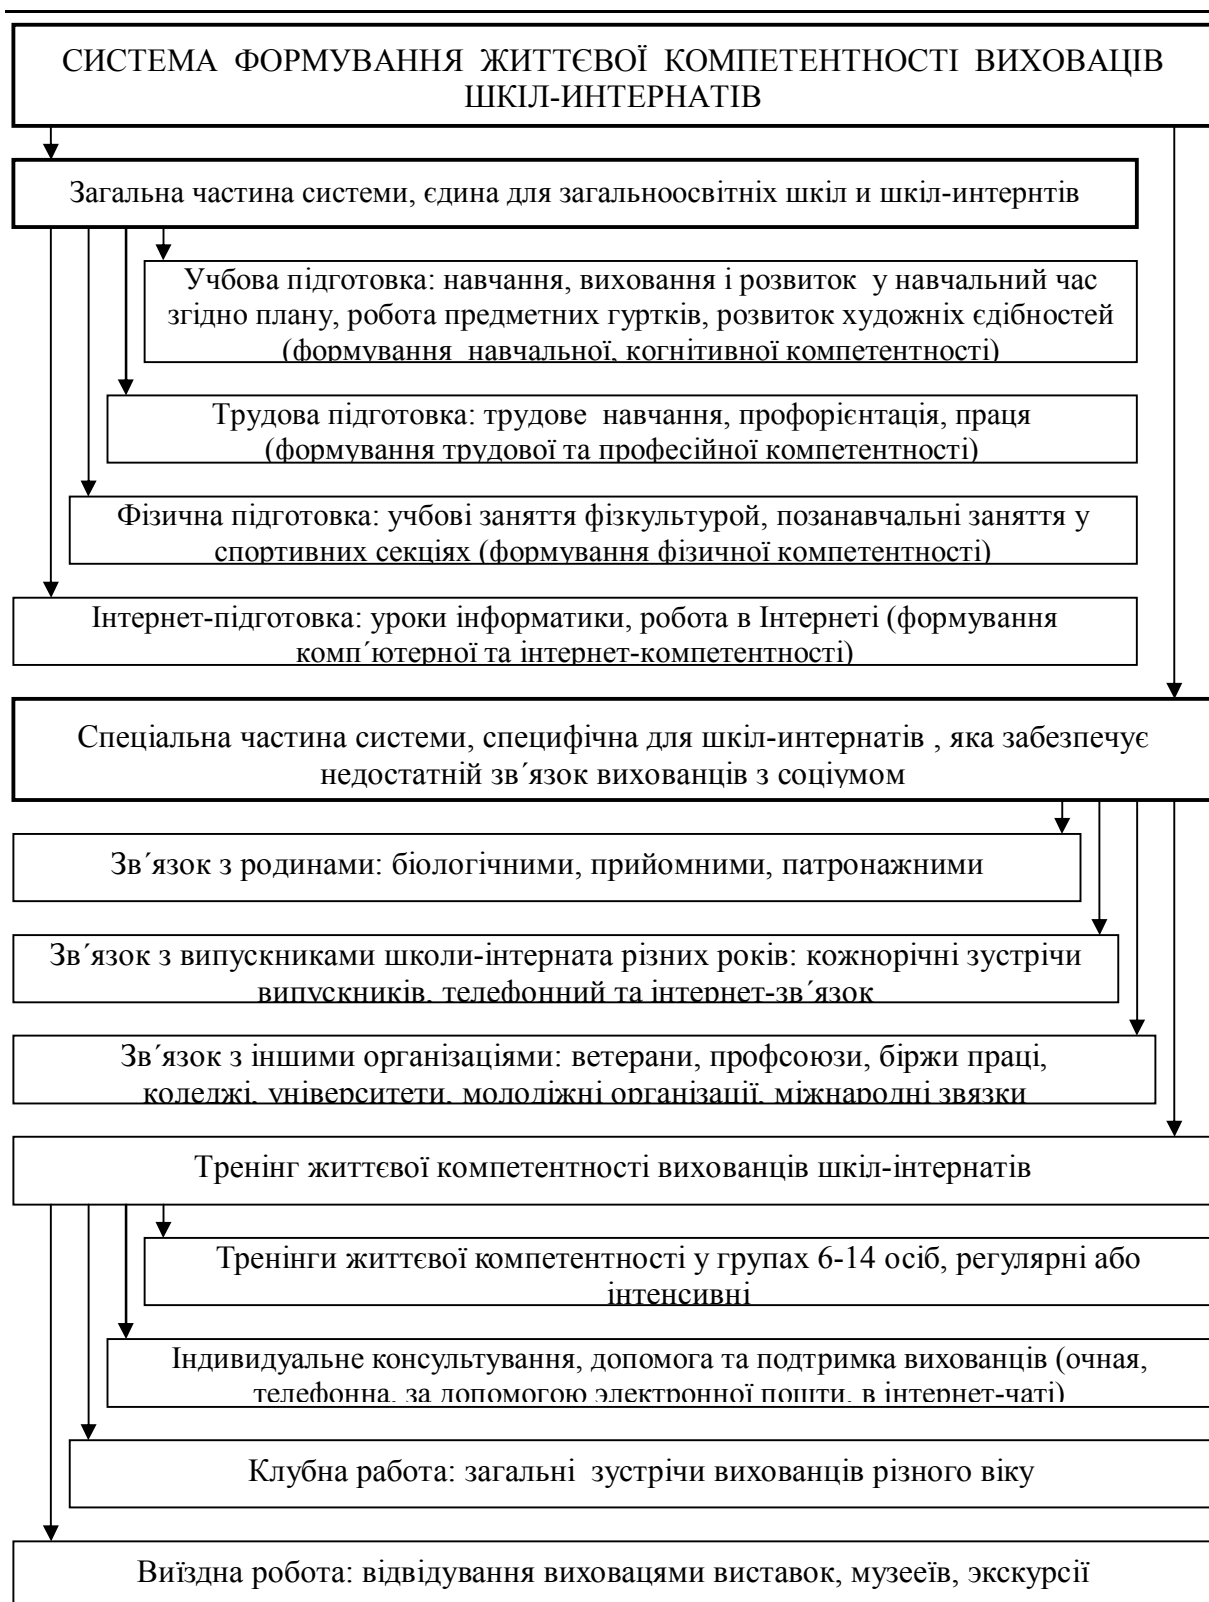 СИСТЕМА ФОРМУВАННЯ ЖИТТЄВОЇ КОМПЕТЕНТНОСТІ ВИХОВАЦІВ
ШКІЛ-ИНТЕРНАТІВ
Загальна частина системи, єдина для загальноосвітніх шкіл и шкіл-интернтів
Учбова підготовка: навчання, виховання і розвиток у навчальний час
згідно плану, робота предметних гуртків, розвиток художніх єдібностей
(формування навчальної, когнітивної компетентності)
Трудова підготовка: трудове навчання, профорієнтація, праця
(формування трудової та професійної компетентності)
Фізична підготовка: учбові заняття фізкультурой, позанавчальні заняття у
спортивних секціях (формування фізичної компетентності)
Інтернет-підготовка: уроки інформатики, робота в Інтернеті (формування
комп´ютерної та інтернет-компетентності)
Спеціальна частина системи, специфічна для шкіл-интернатів , яка забезпечує
недостатній зв´язок вихованців з соціумом
Зв´язок з родинами: біологічними, прийомними, патронажними
Зв´язок з випускниками школи-інтерната різних років: кожнорічні зустрічи
випускників, телефонний та інтернет-зв´язок
Зв´язок з іншими організаціями: ветерани, профсоюзи, біржи праці,
коледжі, університети, молодіжні організації, міжнародні звязки
Тренінг життєвої компетентності вихованців шкіл-інтернатів
Тренінги життєвої компетентності у групах 6-14 осіб, регулярні або
інтенсивні
Індивидуальне консультування, допомога та подтримка вихованців (очная,
телефонна, за допомогою электронної пошти, в інтернет-чаті)
Клубна работа: загальні зустрічи вихованців різного віку
Виїздна робота: відвідування виховацями виставок, музееїв, экскурсії